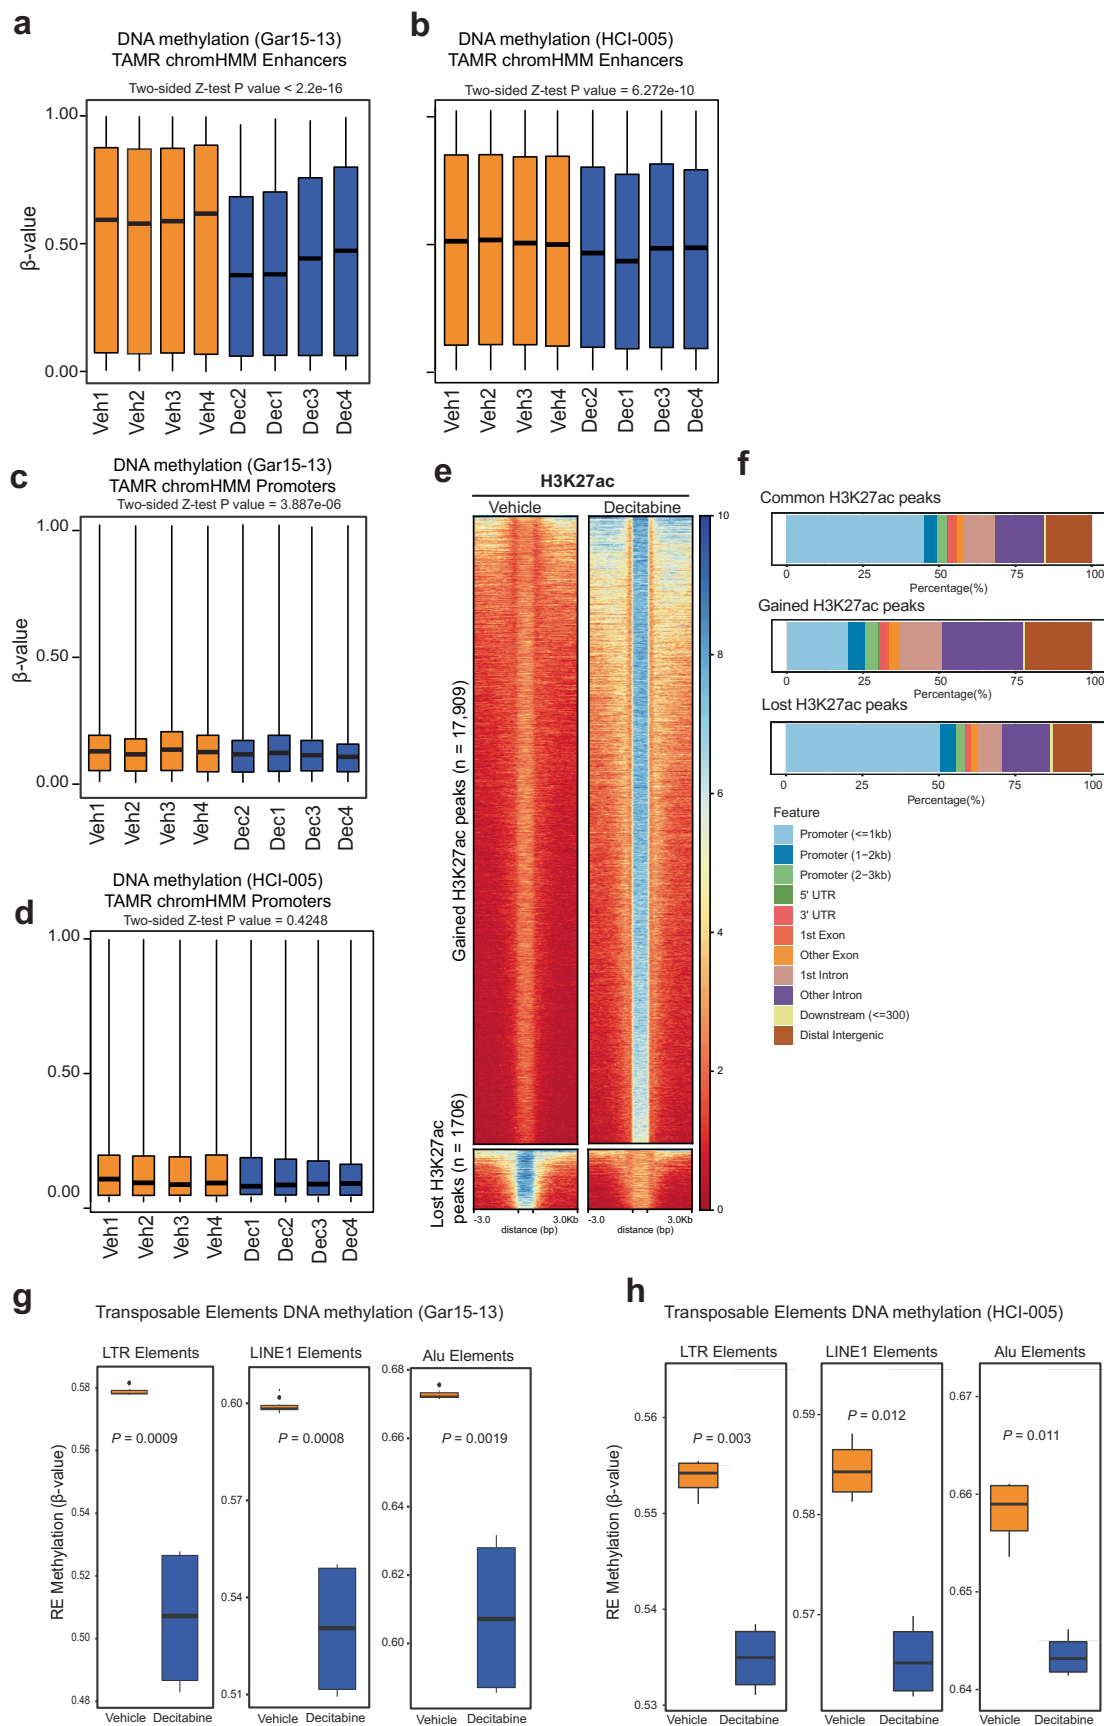 a
DNA methylation (Gar15-13)
TAMR chromHMM Enhancers
Two-sided Z-test P value < 2.2e-16
β-value
1.00
0.50
0.00
Veh1
Veh2
Veh3
Veh4
Dec2
Dec1
Dec3
Dec4
b
DNA methylation (HCI-005)
TAMR chromHMM Enhancers
Two-sided Z-test P value = 6.272e-10
Veh1
Veh2
Veh3
Veh4
Dec2
Dec1
Dec3
Dec4
c
DNA methylation (Gar15-13)
TAMR chromHMM Promoters
Two-sided Z-test P value = 3.887e-06
β-value
1.00
0.50
0.00
Veh1
Veh2
Veh3
Veh4
Dec2
Dec1
Dec3
Dec4
d
DNA methylation (HCI-005)
TAMR chromHMM Promoters
Two-sided Z-test P value = 0.4248
1.00
0.50
0.00
Veh1
Veh2
Veh3
Veh4
Dec1
Dec2
Dec3
Dec4
e
H3K27ac
Vehicle
Decitabine
Gained H3K27ac peaks (n = 17,909)
Lost H3K27ac
peaks (n = 1706)
10
8
6
4
2
0
-3.0
3.0Kb
distance (bp)
-3.0
3.0Kb
distance (bp)
f
Common H3K27ac peaks
0 25 50 75 100
Percentage(%)
Gained H3K27ac peaks
0 25 50 75 100
Percentage(%)
Lost H3K27ac peaks
0 25 50 75 100
Percentage(%)
Feature
Promoter (<=1kb)
Promoter (1−2kb)
Promoter (2−3kb)
5' UTR
3' UTR
1st Exon
Other Exon
1st Intron
Other Intron
Downstream (<=300)
Distal Intergenic
g
Transposable Elements DNA methylation (Gar15-13)
RE Methylation (β-value)
LTR Elements
0.58
0.56
0.54
0.52
0.50
0.48
P = 0.0009
Vehicle Decitabine
LINE1 Elements
0.60
0.57
0.54
0.51
P = 0.0008
Vehicle Decitabine
Alu Elements
0.68
0.66
0.64
0.62
0.60
P = 0.0019
Vehicle Decitabine
h
Transposable Elements DNA methylation (HCI-005)
RE Methylation (β-value)
LTR Elements
0.56
0.55
0.54
0.53
P = 0.003
Vehicle Decitabine
LINE1 Elements
0.59
0.58
0.57
P = 0.012
Vehicle Decitabine
Alu Elements
0.67
0.66
0.65
0.64
P = 0.011
Vehicle Decitabine